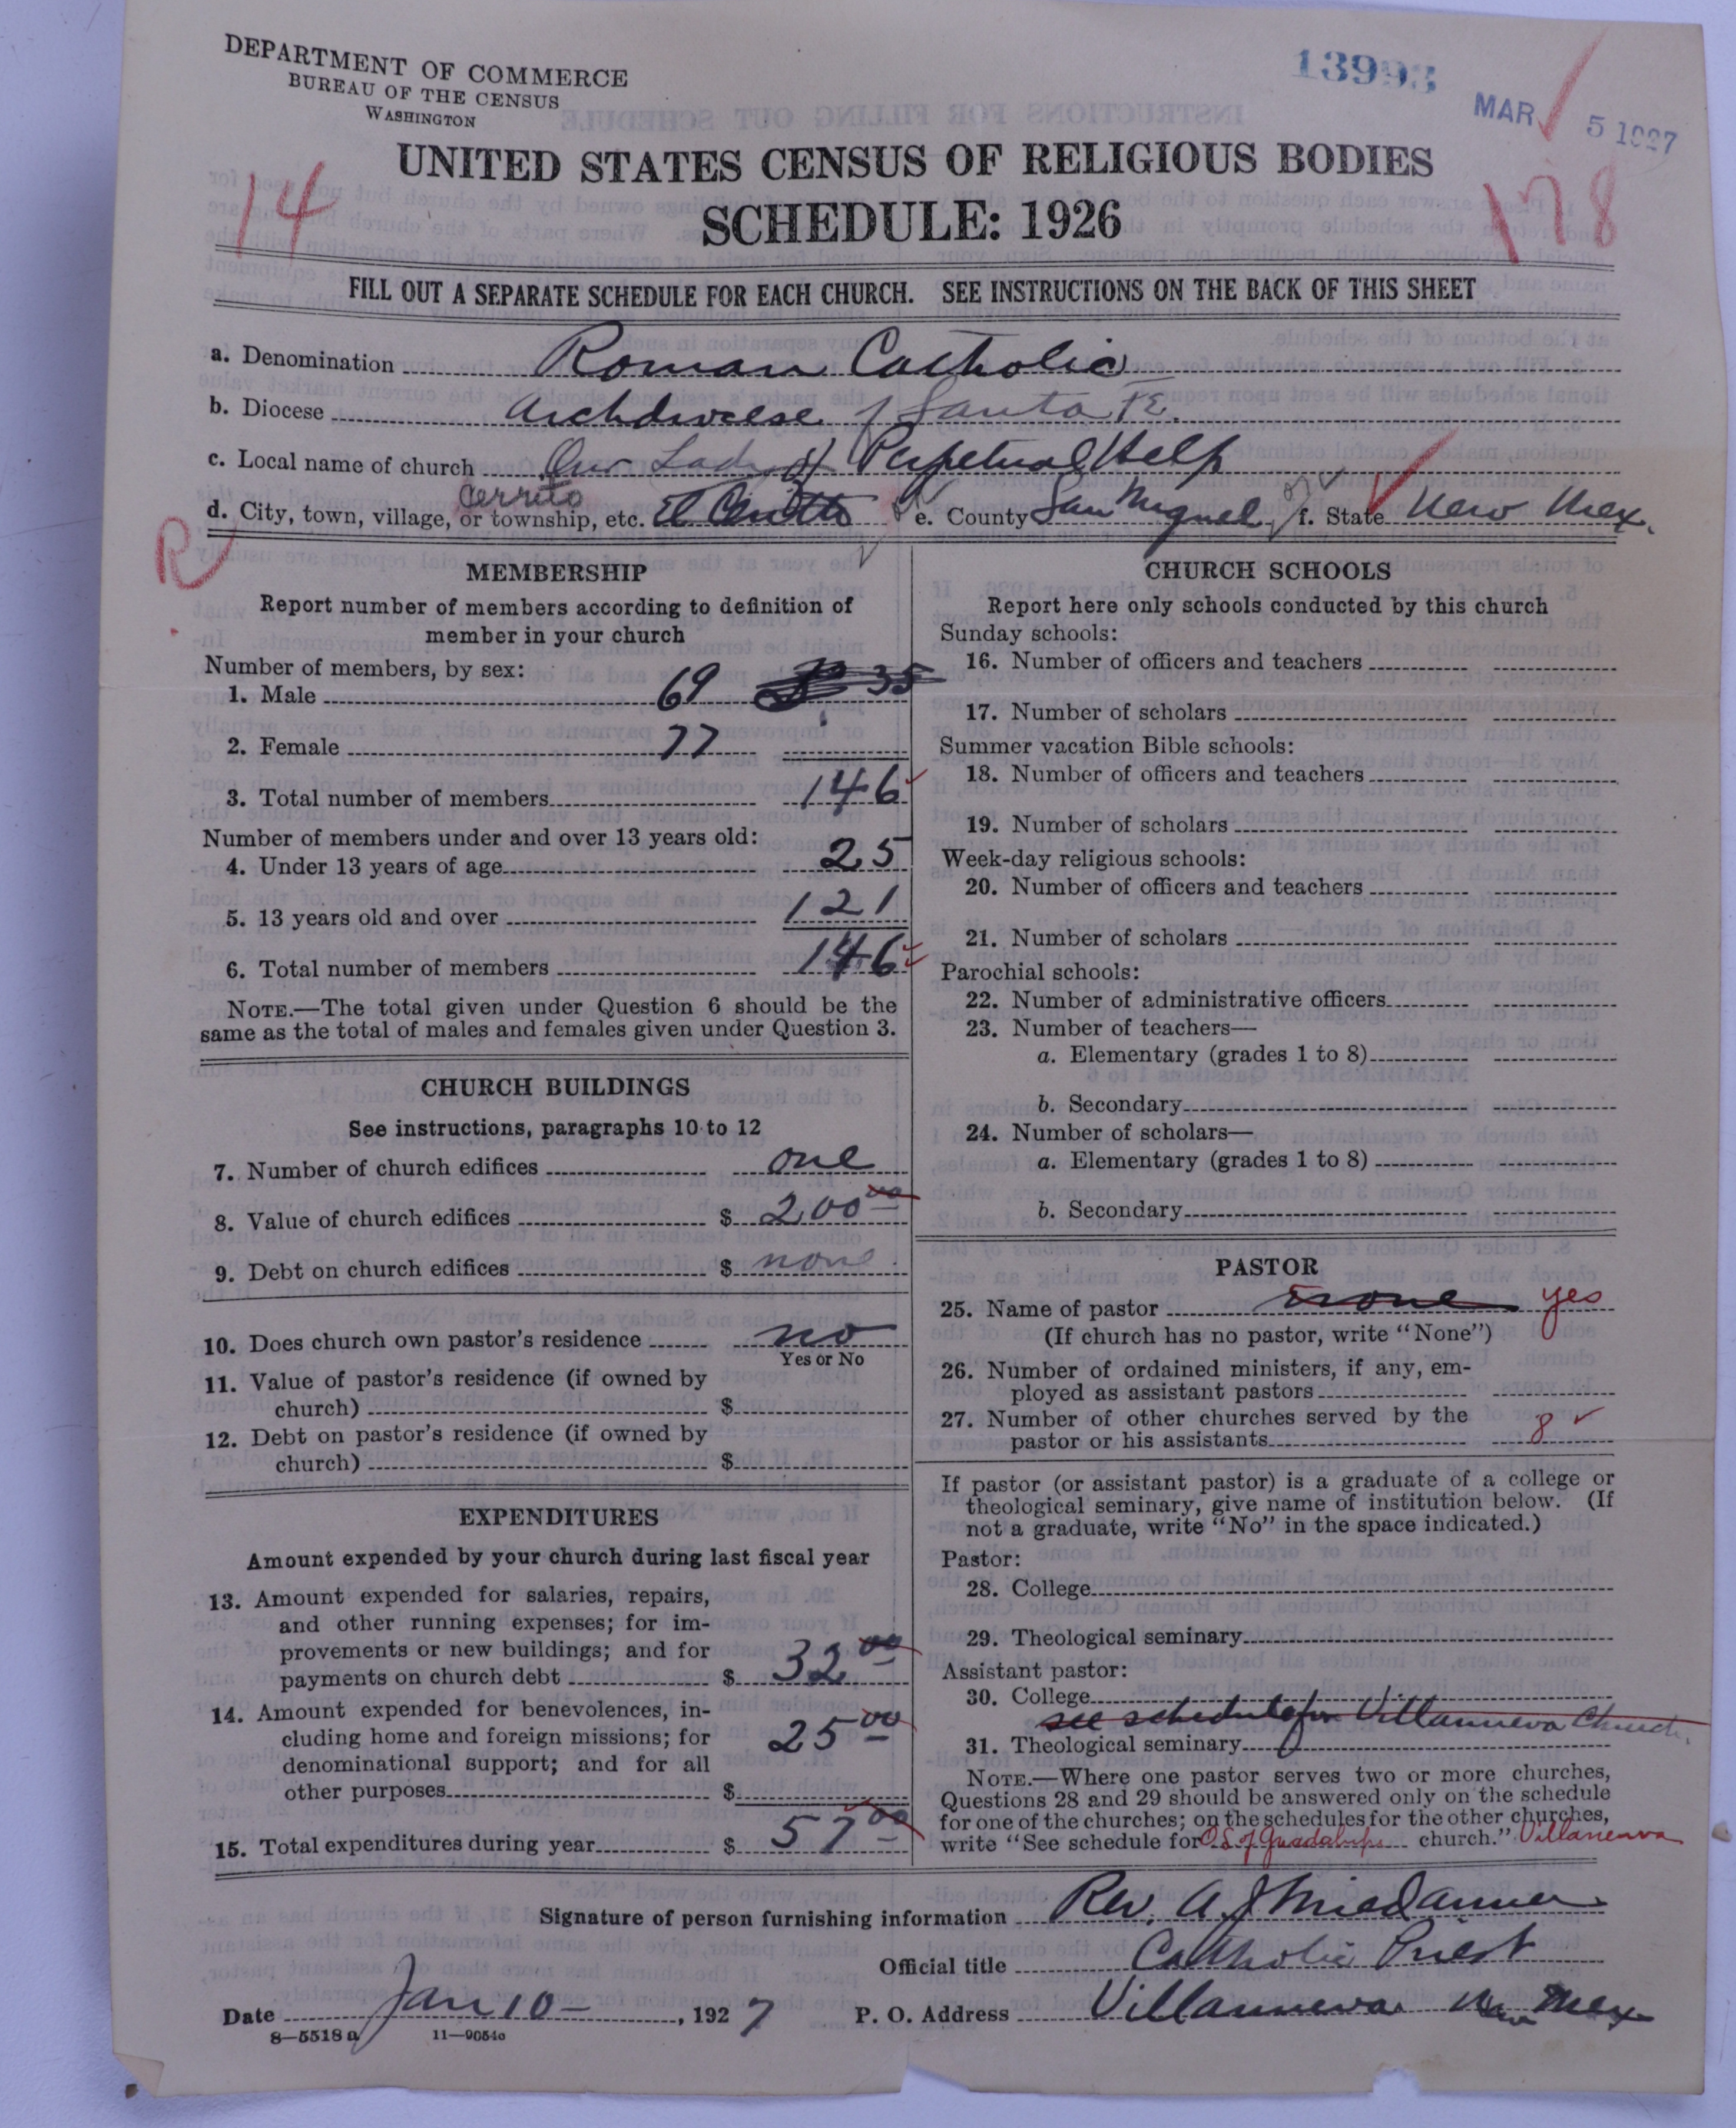 DEPARTMENT OF COMMERCE
BUREAU OF THE CENSUS
WASHINGTON
13993
MAR 5 1927
UNITED STATES CENSUS OF RELIGIOUS BODIES
SCHEDULE: 1926
14
178
FILL OUT A SEPARATE SCHEDULE FOR EACH CHURCH. SEE INSTRUCTIONS ON THE BACK OF THIS SHEET
a. Denomination Roman Catholic
b. Diocese Archdiocese of Santa Fe.
c. Local name of church Our Lady of Perpetual Help
Cerrito
d. City, town, village, or township, etc. El Cerrito e. County San Miguel f. State New Mex.
R
MEMBERSHIP
Report number of members according to definition of
member in your church
Number of members, by sex:
1. Male 69 35
2. Female 77
3. Total number of members 146
Number of members under and over 13 years old:
4. Under 13 years of age 25
5. 13 years old and over 121
6. Total number of members 146
NOTE.—The total given under Question 6 should be the
same as the total of males and females given under Question 3.
CHURCH BUILDINGS
See instructions, paragraphs 10 to 12
7. Number of church edifices one
8. Value of church edifices $ 200 00
9. Debt on church edifices $ none
10. Does church own pastor's residence no
Yes or No
11. Value of pastor's residence (if owned by
church) $
12. Debt on pastor's residence (if owned by
church) $
EXPENDITURES
Amount expended by your church during last fiscal year
13. Amount expended for salaries, repairs,
and other running expenses; for im-
provements or new buildings; and for
payments on church debt $ 32 00
14. Amount expended for benevolences, in-
cluding home and foreign missions; for
denominational support; and for all
other purposes $ 25 00
15. Total expenditures during year $ 57 00
CHURCH SCHOOLS
Report here only schools conducted by this church
Sunday schools:
16. Number of officers and teachers
17. Number of scholars
Summer vacation Bible schools:
18. Number of officers and teachers
19. Number of scholars
Week-day religious schools:
20. Number of officers and teachers
21. Number of scholars
Parochial schools:
22. Number of administrative officers
23. Number of teachers—
a. Elementary (grades 1 to 8)
b. Secondary
24. Number of scholars—
a. Elementary (grades 1 to 8)
b. Secondary
PASTOR
25. Name of pastor none yes
(If church has no pastor, write "None")
26. Number of ordained ministers, if any, em-
ployed as assistant pastors
27. Number of other churches served by the
pastor or his assistants 8
If pastor (or assistant pastor) is a graduate of a college or
theological seminary, give name of institution below. (If
not a graduate, write "No" in the space indicated.)
Pastor:
28. College
29. Theological seminary
Assistant pastor:
30. College
see schedule for Villanueva Church.
31. Theological seminary
NOTE.—Where one pastor serves two or more churches,
Questions 28 and 29 should be answered only on the schedule
for one of the churches; on the schedules for the other churches,
write "See schedule for O.L. of Guadalupe church." Villanueva
Signature of person furnishing information Rev. A J Miedanner
Official title Catholic Priest
Date Jan 10 - , 1927 P. O. Address Villanueva New Mex
8—5518 a 11—9054c